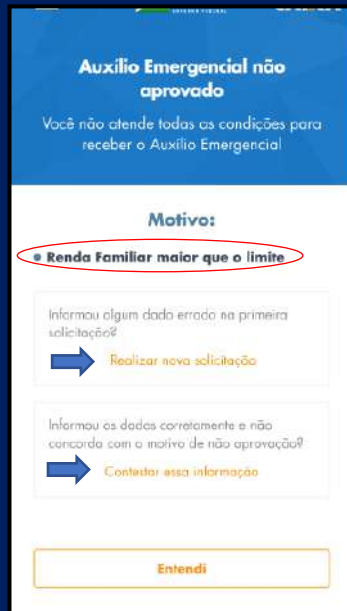 Auxílio Emergencial não
aprovado
Você não atende todas as condições para
receber o Auxílio Emergencial
Motivo:
Renda Familiar maior que o limite
Informou algum dado errado na primeira
solicitação?
Realizar nova solicitação
Informou os dados corretamente e não
concorda com o motivo de não aprovação?
Contestar essa informação
Entendi